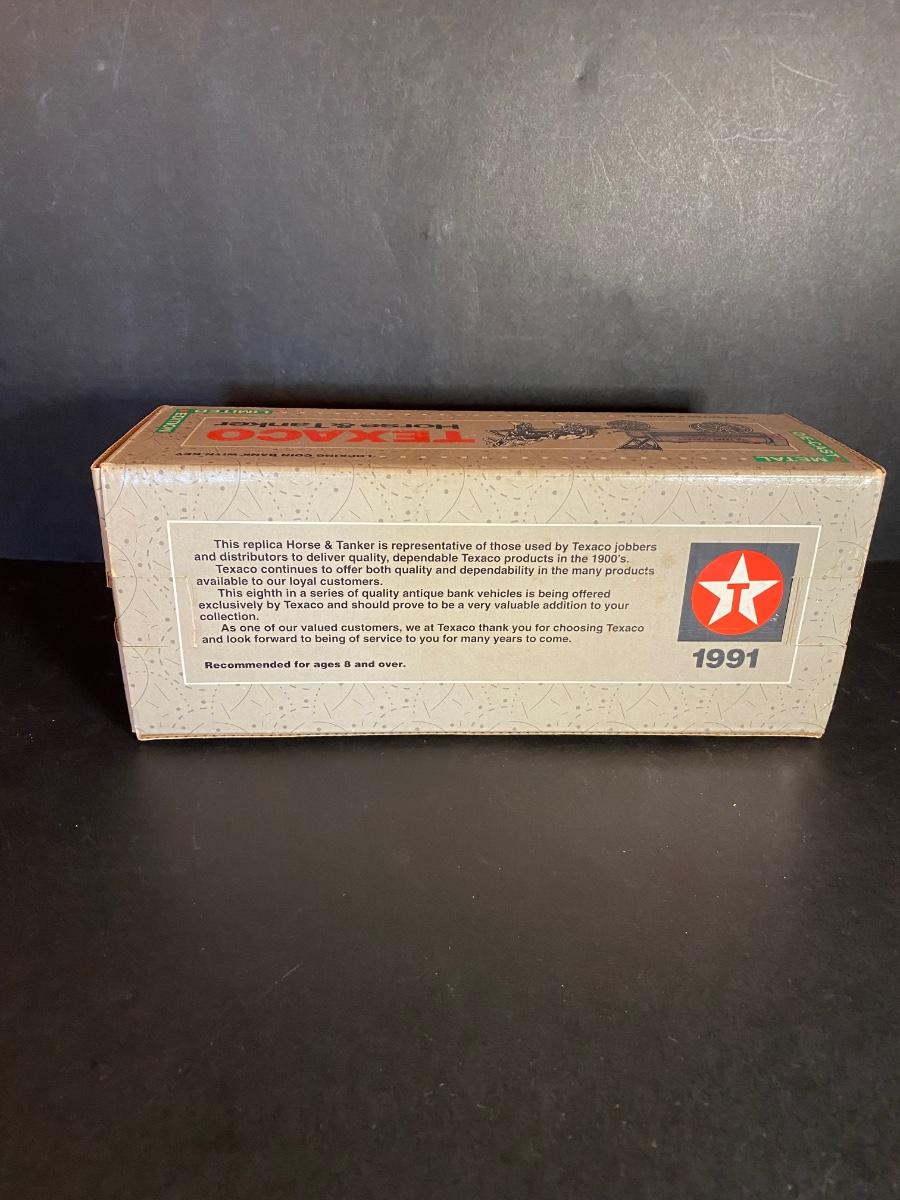 LIMITED
EDITION
TEXACO
Horse & Tanker
LOCKING COIN BANK WITH KEY
METAL
This replica Horse & Tanker is representative of those used by Texaco jobbers
and distributors to deliver quality, dependable Texaco products in the 1900's.
Texaco continues to offer both quality and dependability in the many products
available to our loyal customers.
This eighth in a series of quality antique bank vehicles is being offered
exclusively by Texaco and should prove to be a very valuable addition to your
collection.
As one of our valued customers, we at Texaco thank you for choosing Texaco
and look forward to being of service to you for many years to come.
Recommended for ages 8 and over.
T
1991